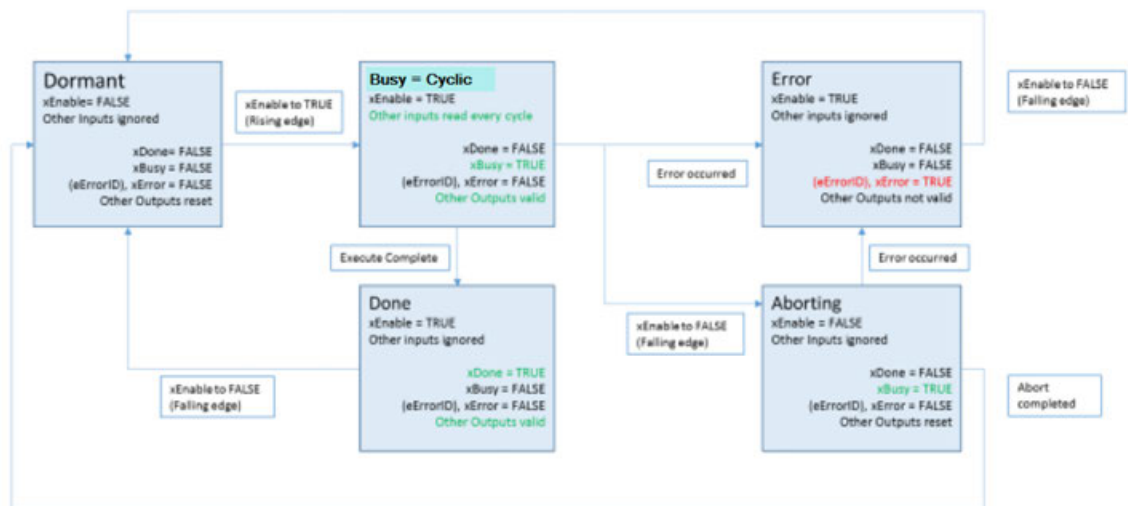 Dormant
xEnable= FALSE
Other Inputs ignored
xDone= FALSE
xBusy = FALSE
(eErrorID), xError = FALSE
Other Outputs reset
xEnable to TRUE
(Rising edge)
Busy = Cyclic
xEnable = TRUE
Other inputs read every cycle
xDone = FALSE
xBusy = TRUE
(eErrorID), xError = FALSE
Other Outputs valid
Error occurred
Error
xEnable = TRUE
Other inputs ignored
xDone = FALSE
xBusy = FALSE
(eErrorID), xError = TRUE
Other Outputs not valid
xEnable to FALSE
(Falling edge)
Execute Complete
Error occurred
Done
xEnable = TRUE
Other inputs ignored
xDone = TRUE
xBusy = FALSE
(eErrorID), xError = FALSE
Other Outputs valid
xEnable to FALSE
(Falling edge)
xEnable to FALSE
(Falling edge)
Aborting
xEnable = FALSE
Other Inputs ignored
xDone = FALSE
xBusy = TRUE
(eErrorID), xError = FALSE
Other Outputs reset
Abort
completed